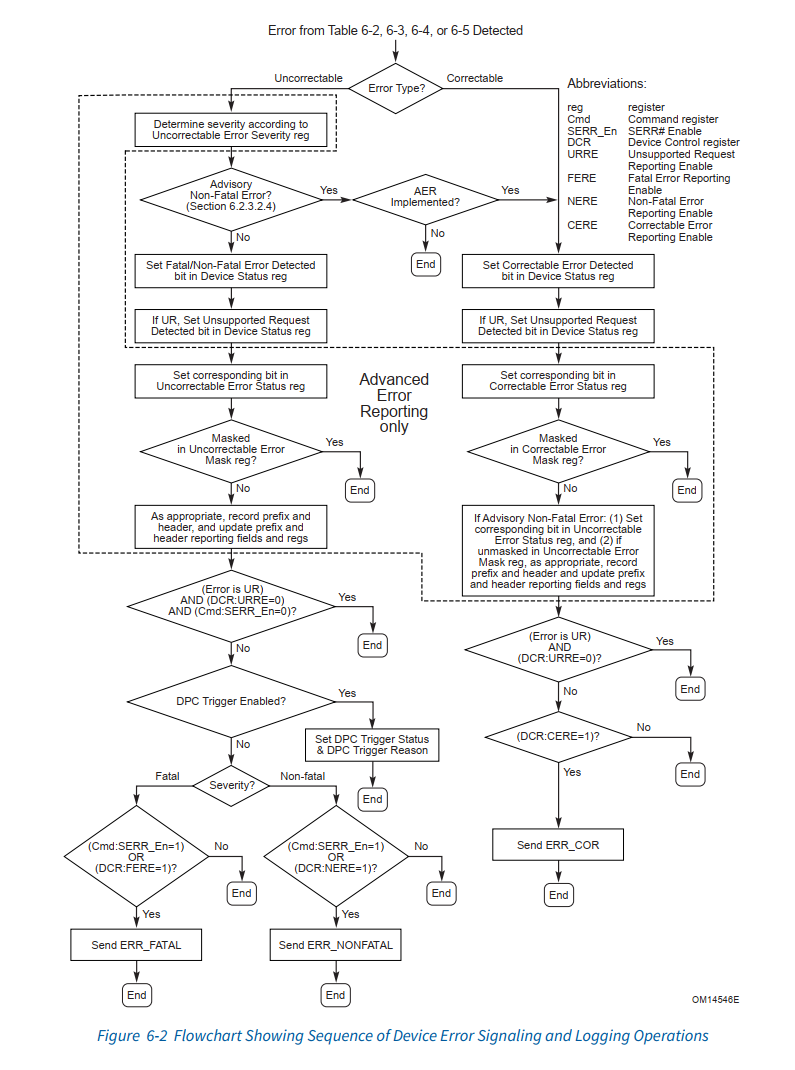 Error from Table 6-2, 6-3, 6-4, or 6-5 Detected
Error Type?
Uncorrectable
Correctable
Abbreviations:
reg register
Cmd Command register
SERR_En SERR# Enable
DCR Device Control register
URRE Unsupported Request
Reporting Enable
FERE Fatal Error Reporting
Enable
NERE Non-Fatal Error
Reporting Enable
CERE Correctable Error
Reporting Enable
Determine severity according to
Uncorrectable Error Severity reg
Advisory
Non-Fatal Error?
(Section 6.2.3.2.4)
Yes
AER
Implemented?
Yes
No
No
End
Set Fatal/Non-Fatal Error Detected
bit in Device Status reg
Set Correctable Error Detected
bit in Device Status reg
If UR, Set Unsupported Request
Detected bit in Device Status reg
If UR, Set Unsupported Request
Detected bit in Device Status reg
Set corresponding bit in
Uncorrectable Error Status reg
Advanced
Error
Reporting
only
Set corresponding bit in
Correctable Error Status reg
Masked
in Uncorrectable Error
Mask reg?
Yes
No
End
Masked
in Correctable Error
Mask reg?
Yes
No
End
As appropriate, record prefix and
header, and update prefix and
header reporting fields and regs
If Advisory Non-Fatal Error: (1) Set
corresponding bit in Uncorrectable
Error Status reg, and (2) if
unmasked in Uncorrectable Error
Mask reg, as appropriate, record
prefix and header and update prefix
and header reporting fields and regs
(Error is UR)
AND (DCR:URRE=0)
AND (Cmd:SERR_En=0)?
Yes
No
End
(Error is UR)
AND
(DCR:URRE=0)?
Yes
No
End
DPC Trigger Enabled?
Yes
No
Set DPC Trigger Status
& DPC Trigger Reason
End
(DCR:CERE=1)?
No
Yes
End
Severity?
Fatal
Non-fatal
(Cmd:SERR_En=1)
OR
(DCR:FERE=1)?
No
Yes
End
(Cmd:SERR_En=1)
OR
(DCR:NERE=1)?
No
Yes
End
Send ERR_COR
End
Send ERR_FATAL
End
Send ERR_NONFATAL
End
OM14546E
Figure 6-2 Flowchart Showing Sequence of Device Error Signaling and Logging Operations